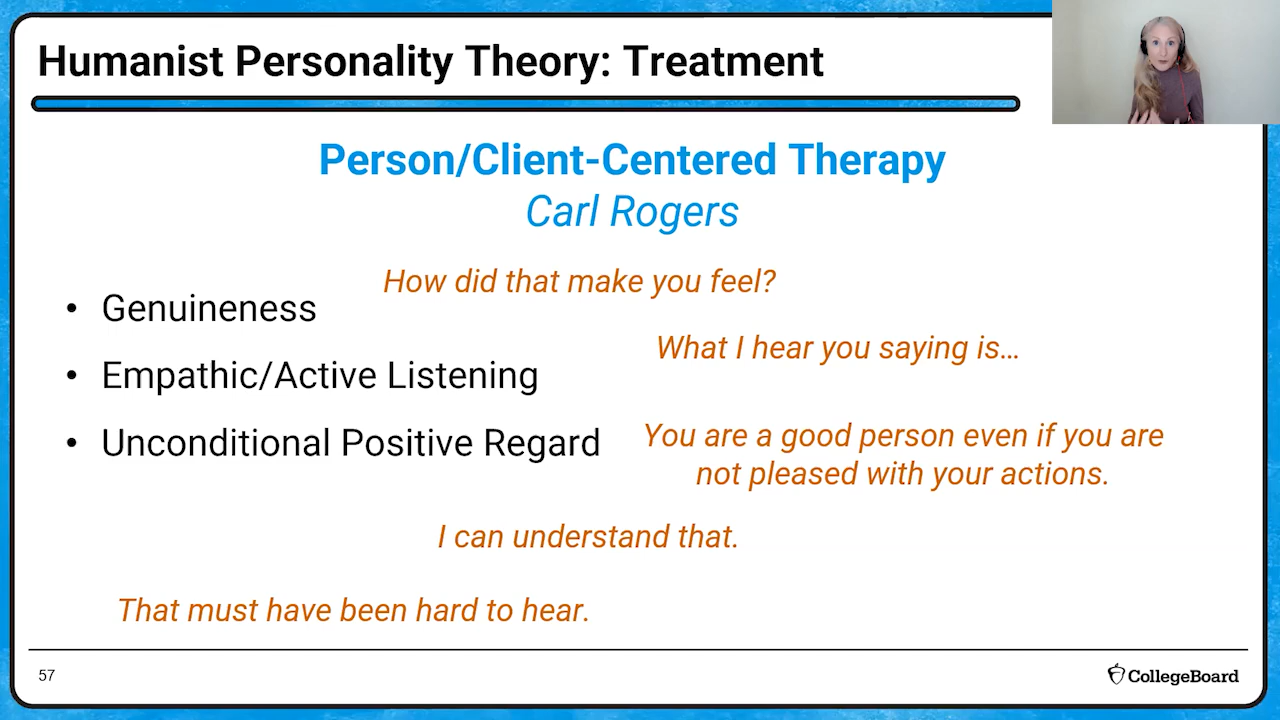 Humanist Personality Theory: Treatment
Person/Client-Centered Therapy
Carl Rogers
How did that make you feel?
• Genuineness
What I hear you saying is…
• Empathic/Active Listening
• Unconditional Positive Regard
You are a good person even if you are
not pleased with your actions.
I can understand that.
That must have been hard to hear.
57
CollegeBoard